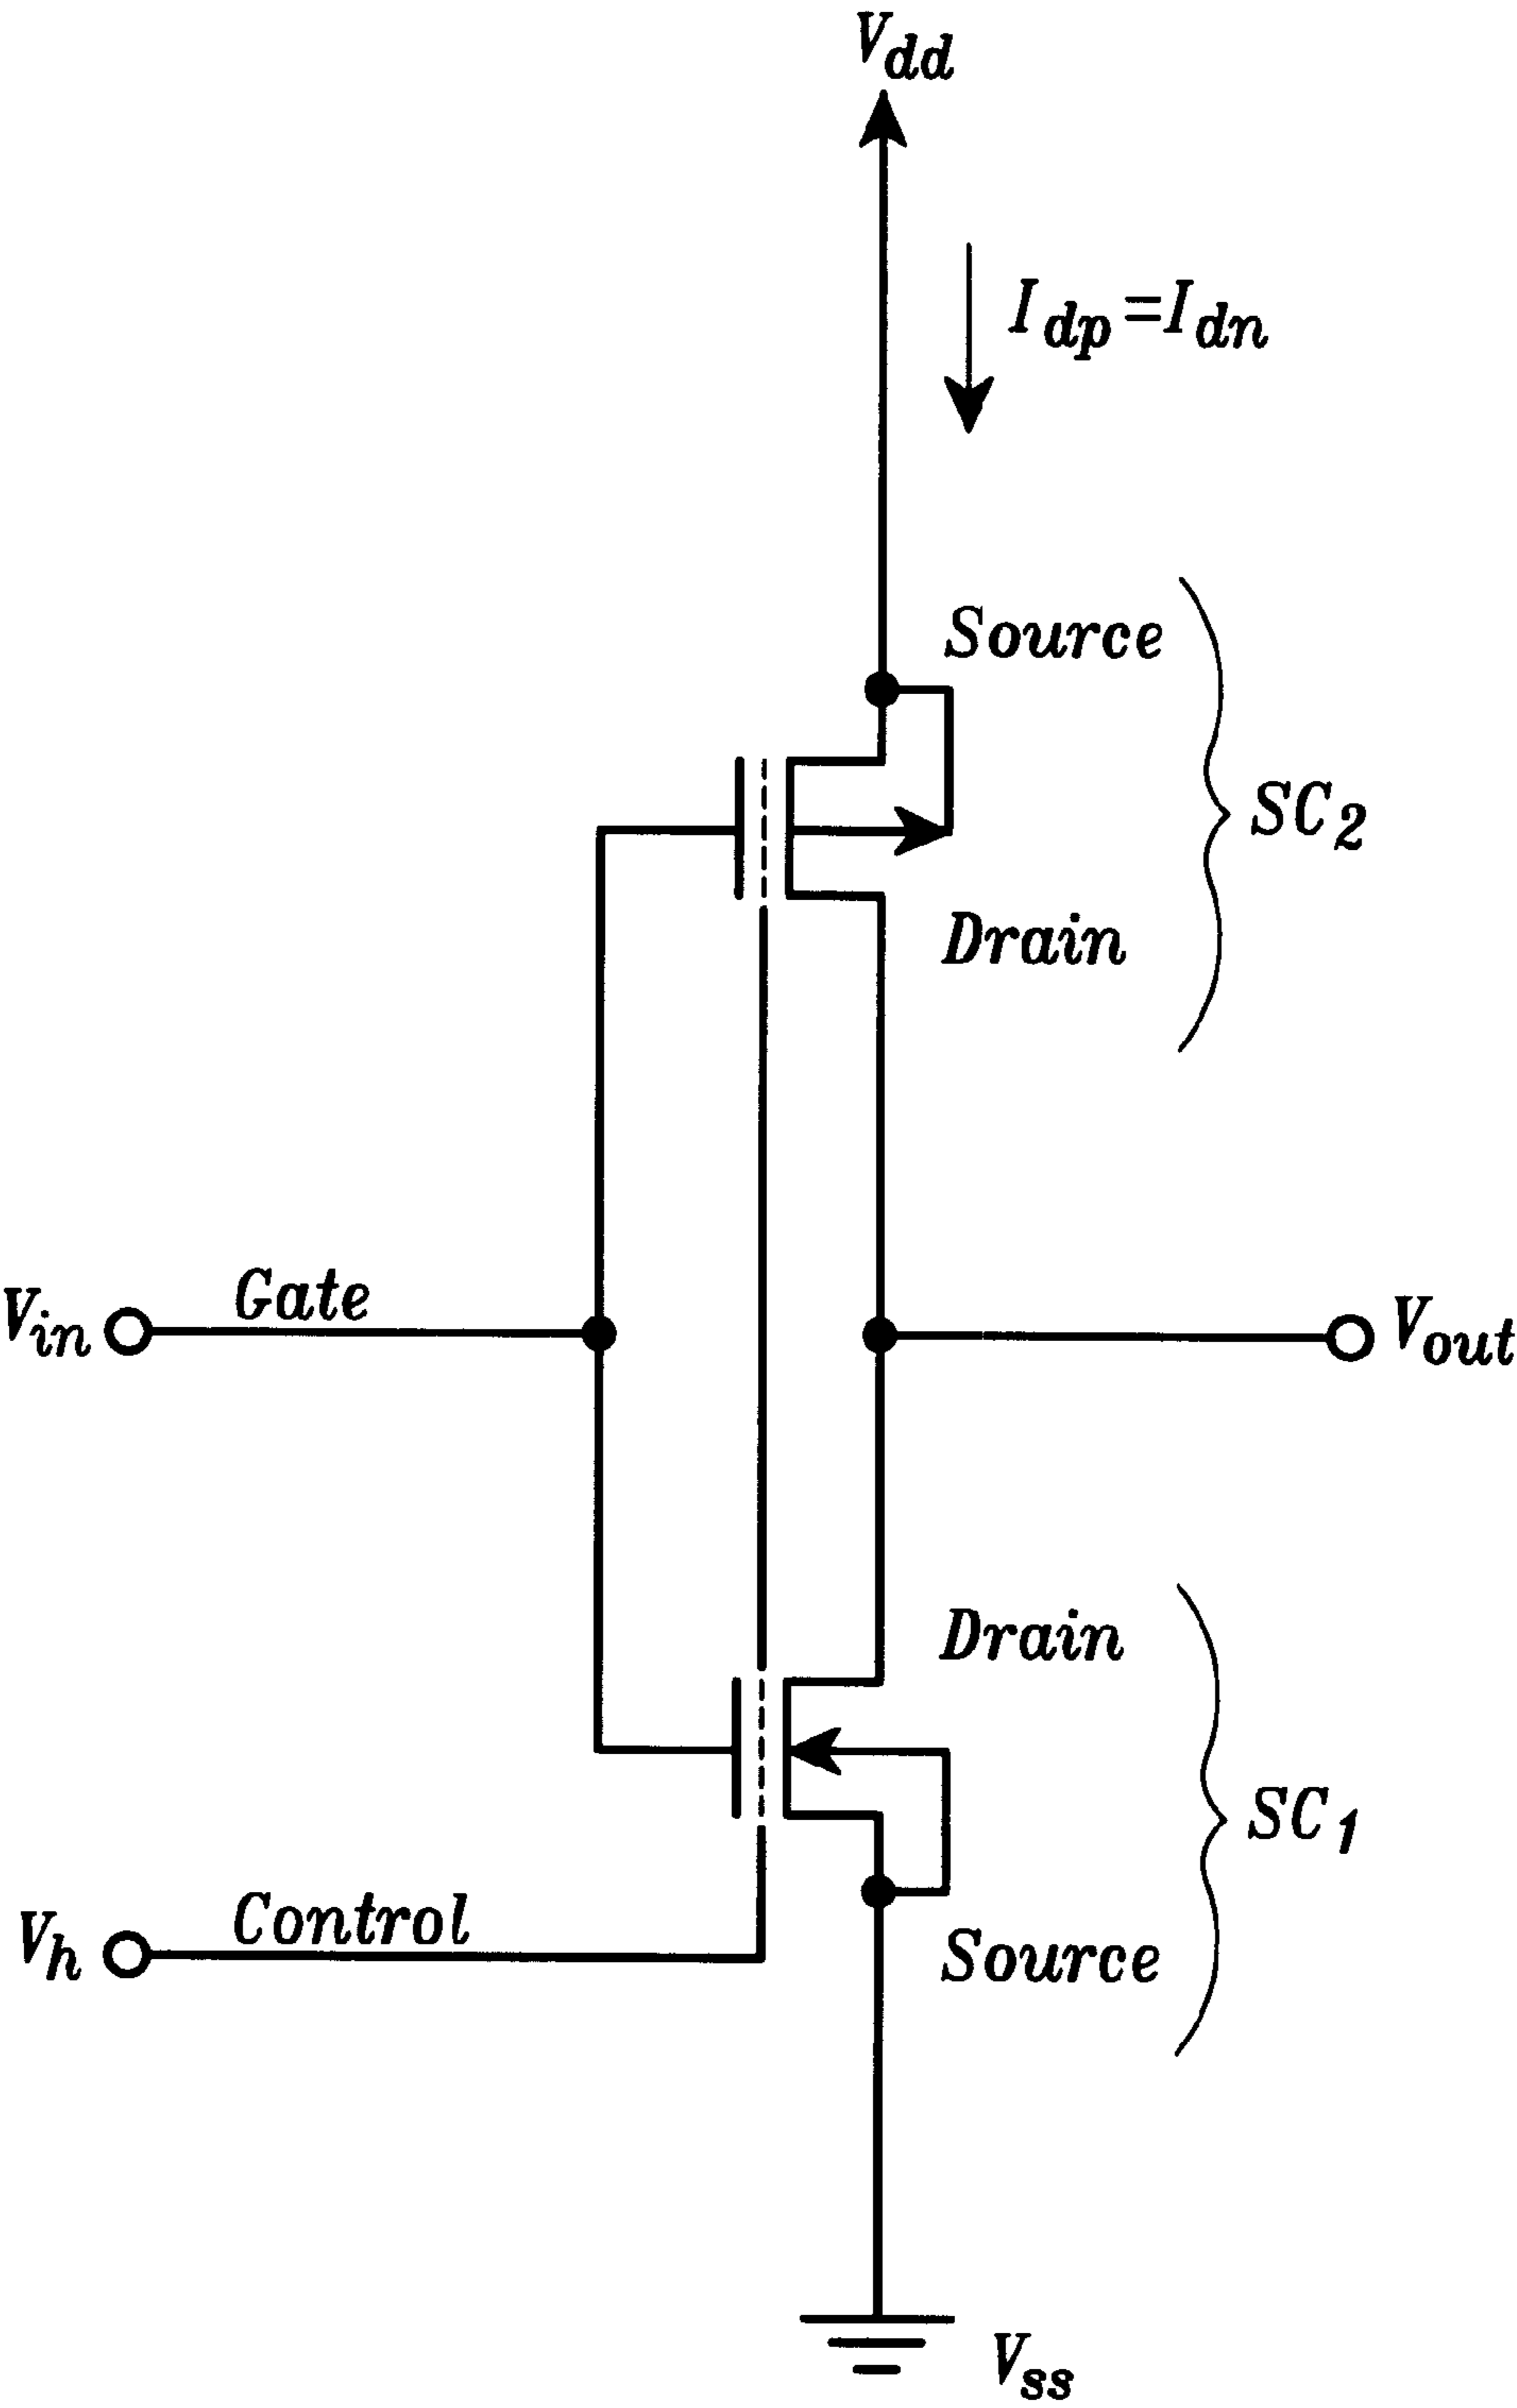 Vdd
Idp=Idn
Source
SC2
Drain
Gate
Vin
Vout
Drain
SC1
Control
Vh
Source
Vss